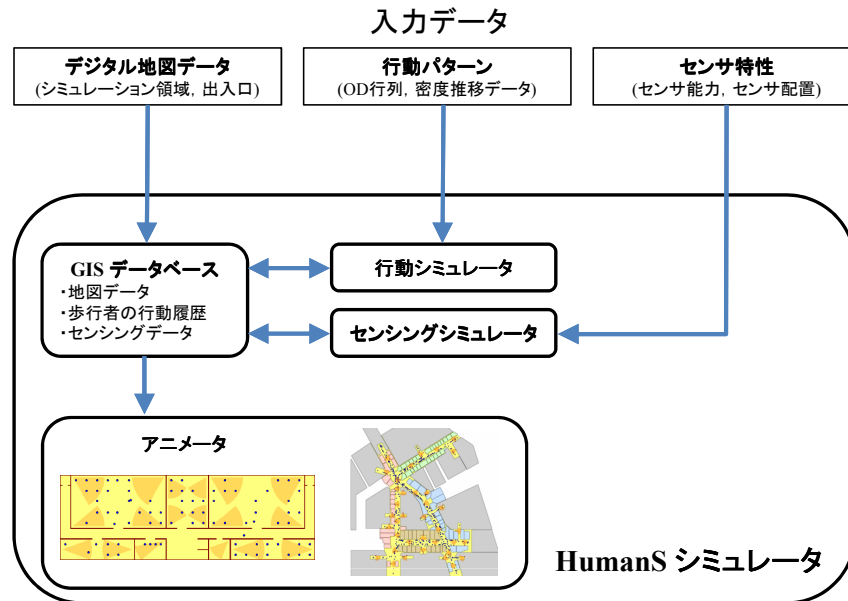 入力データ
デジタル地図データ
(シミュレーション領域, 出入口)
行動パターン
(OD行列, 密度推移データ)
センサ特性
(センサ能力, センサ配置)
GIS データベース
・地図データ
・歩行者の行動履歴
・センシングデータ
行動シミュレータ
センシングシミュレータ
アニメータ
HumanS シミュレータ